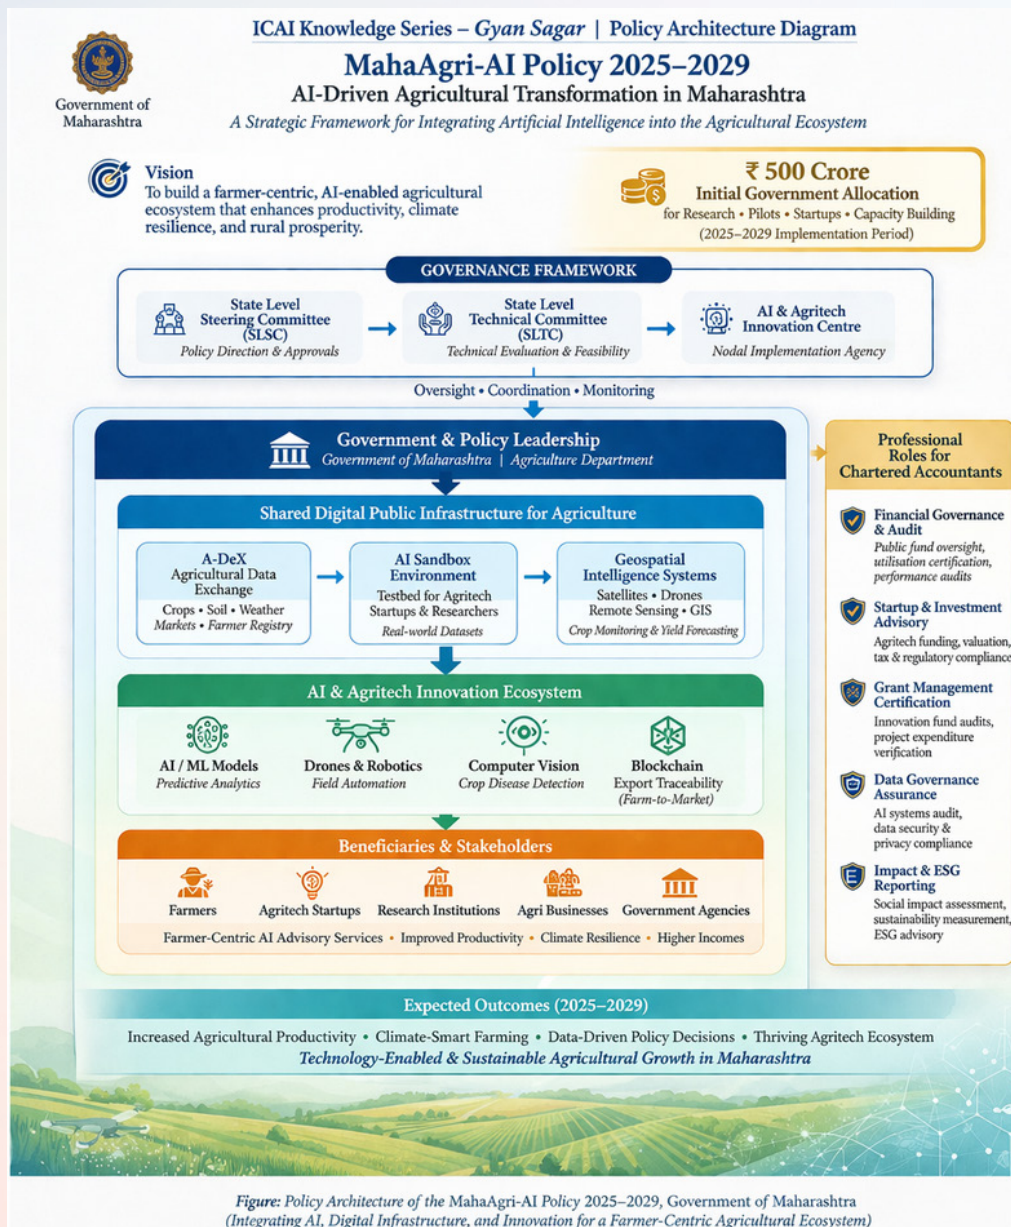 ICAI Knowledge Series – Gyan Sagar | Policy Architecture Diagram
MahaAgri-AI Policy 2025–2029
AI-Driven Agricultural Transformation in Maharashtra
A Strategic Framework for Integrating Artificial Intelligence into the Agricultural Ecosystem
Government of
Maharashtra
Vision
To build a farmer-centric, AI-enabled agricultural
ecosystem that enhances productivity, climate
resilience, and rural prosperity.
₹ 500 Crore
Initial Government Allocation
for Research • Pilots • Startups • Capacity Building
(2025–2029 Implementation Period)
GOVERNANCE FRAMEWORK
State Level
Steering Committee
(SLSC)
Policy Direction & Approvals
State Level
Technical Committee
(SLTC)
Technical Evaluation & Feasibility
AI & Agritech
Innovation Centre
Nodal Implementation Agency
Oversight • Coordination • Monitoring
Government & Policy Leadership
Government of Maharashtra | Agriculture Department
Shared Digital Public Infrastructure for Agriculture
A-DeX
Agricultural Data
Exchange
Crops • Soil • Weather
Markets • Farmer Registry
AI Sandbox
Environment
Testbed for Agritech
Startups & Researchers
Real-world Datasets
Geospatial
Intelligence Systems
Satellites • Drones
Remote Sensing • GIS
Crop Monitoring & Yield Forecasting
AI & Agritech Innovation Ecosystem
AI / ML Models
Predictive Analytics
Drones & Robotics
Field Automation
Computer Vision
Crop Disease Detection
Blockchain
Export Traceability
(Farm-to-Market)
Beneficiaries & Stakeholders
Farmers
Agritech Startups
Research Institutions
Agri Businesses
Government Agencies
Farmer-Centric AI Advisory Services • Improved Productivity • Climate Resilience • Higher Incomes
Professional
Roles for
Chartered Accountants
Financial Governance
& Audit
Public fund oversight,
utilisation certification,
performance audits
Startup & Investment
Advisory
Agritech funding, valuation,
tax & regulatory compliance
Grant Management
Certification
Innovation fund audits,
project expenditure
verification
Data Governance
Assurance
AI systems audit,
data security &
privacy compliance
Impact & ESG
Reporting
Social impact assessment,
sustainability measurement,
ESG advisory
Expected Outcomes (2025–2029)
Increased Agricultural Productivity • Climate-Smart Farming • Data-Driven Policy Decisions • Thriving Agritech Ecosystem
Technology-Enabled & Sustainable Agricultural Growth in Maharashtra
Figure: Policy Architecture of the MahaAgri-AI Policy 2025–2029, Government of Maharashtra
(Integrating AI, Digital Infrastructure, and Innovation for a Farmer-Centric Agricultural Ecosystem)